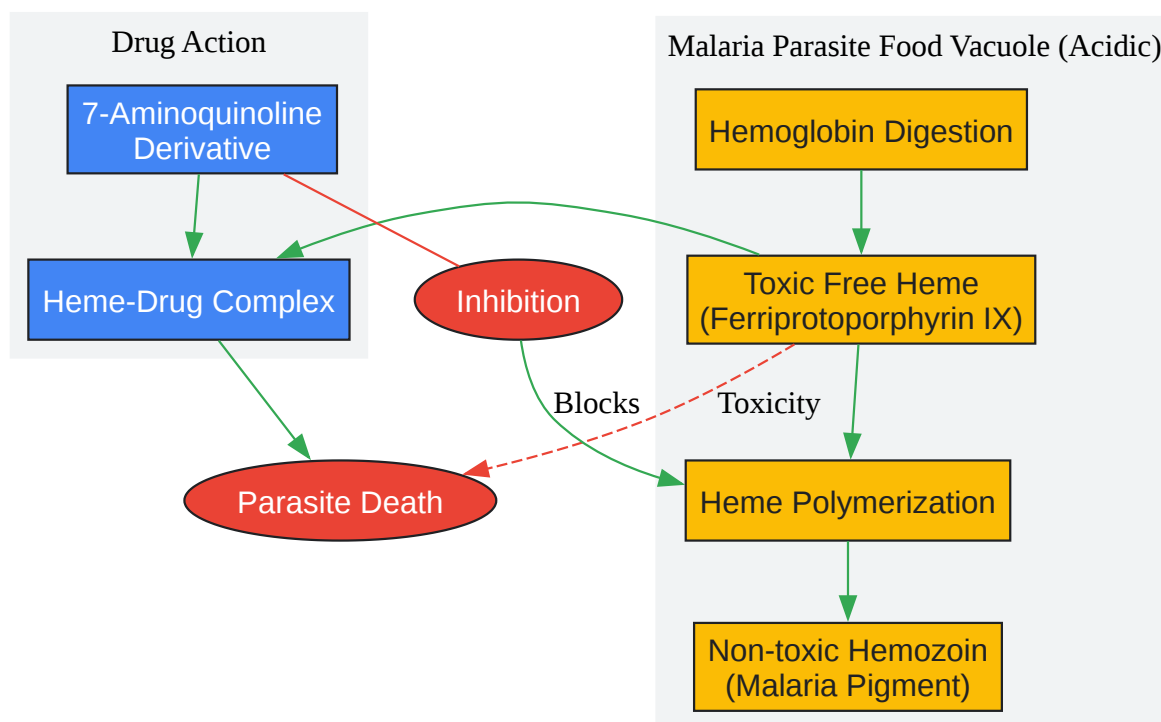 Drug Action
7-Aminoquinoline
Derivative
Heme-Drug Complex
Inhibition
Parasite Death
Blocks
Toxicity
Malaria Parasite Food Vacuole (Acidic)
Hemoglobin Digestion
Toxic Free Heme
(Ferriprotoporphyrin IX)
Heme Polymerization
Non-toxic Hemozoin
(Malaria Pigment)